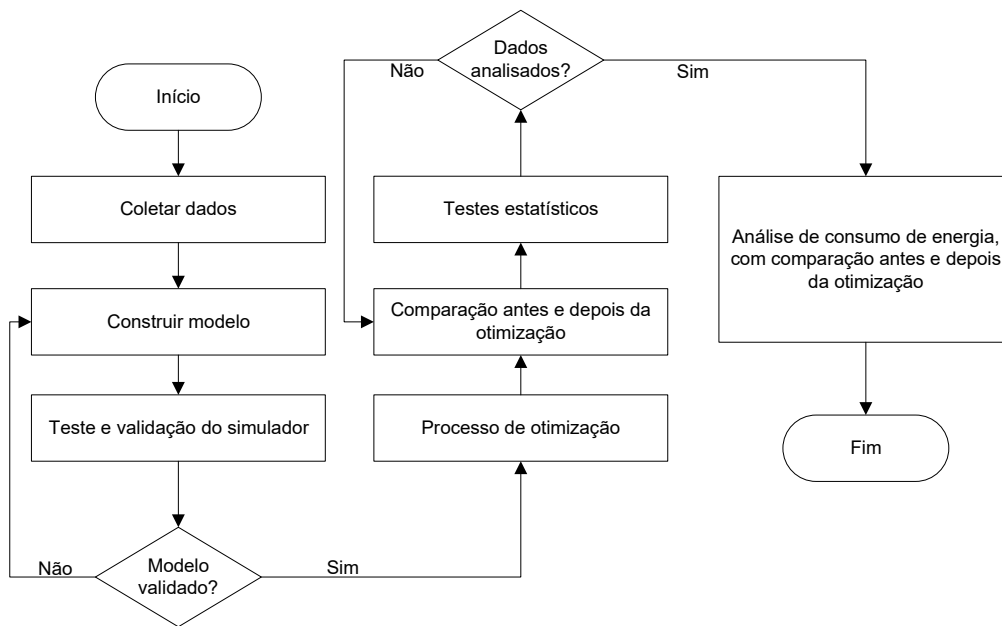 Início
Coletar dados
Construir modelo
Teste e validação do simulador
Modelo
validado?
Não
Sim
Processo de otimização
Comparação antes e depois da
otimização
Testes estatísticos
Dados
analisados?
Não
Sim
Análise de consumo de energia,
com comparação antes e depois
da otimização
Fim